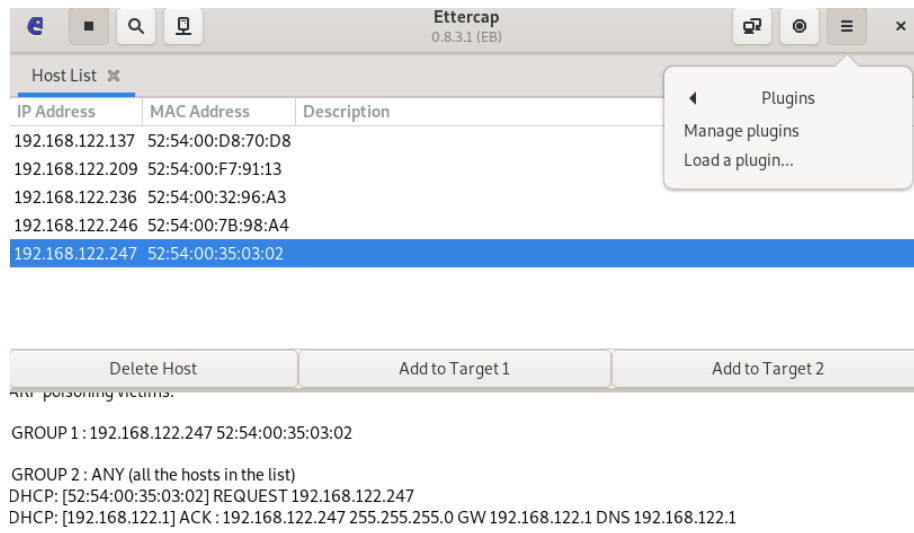 Ettercap
0.8.3.1 (EB)
Host List
Plugins
Manage plugins
Load a plugin...
IP Address MAC Address Description
192.168.122.137 52:54:00:D8:70:D8
192.168.122.209 52:54:00:F7:91:13
192.168.122.236 52:54:00:32:96:A3
192.168.122.246 52:54:00:7B:98:A4
192.168.122.247 52:54:00:35:03:02
Delete Host Add to Target 1 Add to Target 2
ARP poisoning victims:
GROUP 1 : 192.168.122.247 52:54:00:35:03:02
GROUP 2 : ANY (all the hosts in the list)
DHCP: [52:54:00:35:03:02] REQUEST 192.168.122.247
DHCP: [192.168.122.1] ACK : 192.168.122.247 255.255.255.0 GW 192.168.122.1 DNS 192.168.122.1